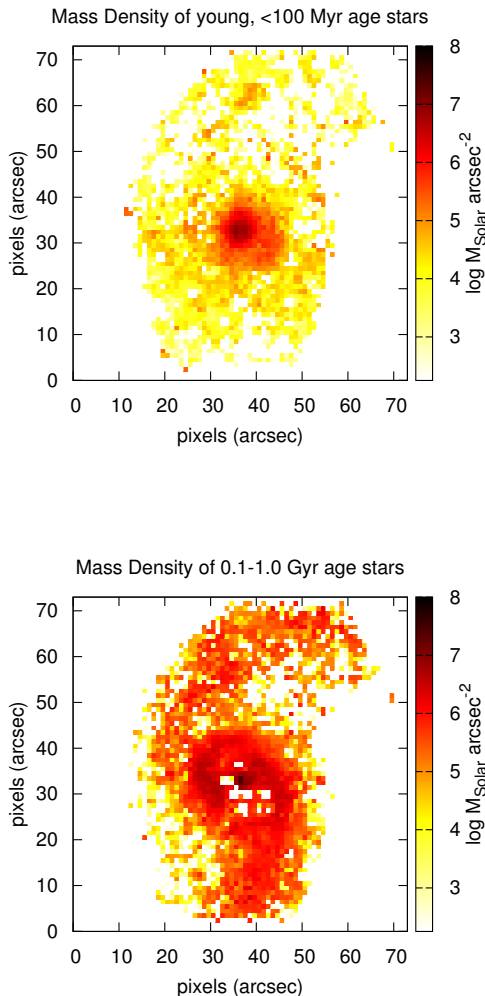 Mass Density of young, <100 Myr age stars
70
60
50
40
30
20
10
0
pixels (arcsec)
0 10 20 30 40 50 60 70
pixels (arcsec)
8
7
6
5
4
3
log M_Solar arcsec^-2
Mass Density of 0.1-1.0 Gyr age stars
70
60
50
40
30
20
10
0
pixels (arcsec)
0 10 20 30 40 50 60 70
pixels (arcsec)
8
7
6
5
4
3
log M_Solar arcsec^-2